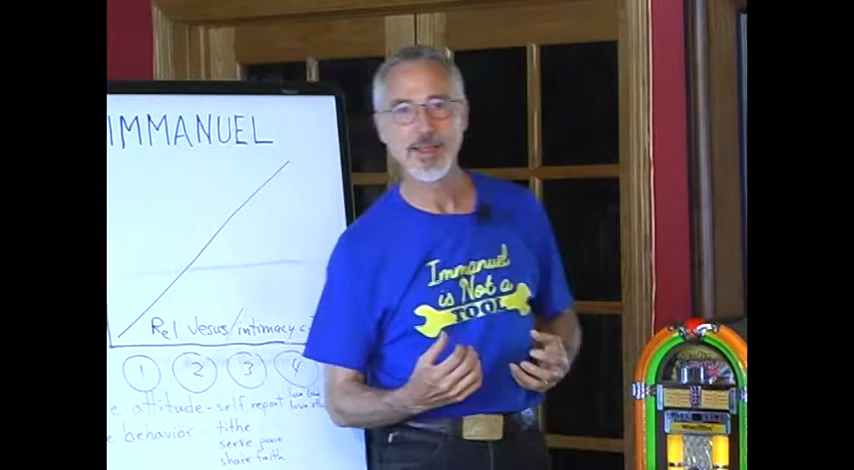 IMMANUEL
Rel Jesus/intimacy
1 2 3 4
attitude - self report
behavior - tithe
serve poor
share faith
Immanuel
is Not a
TOOL